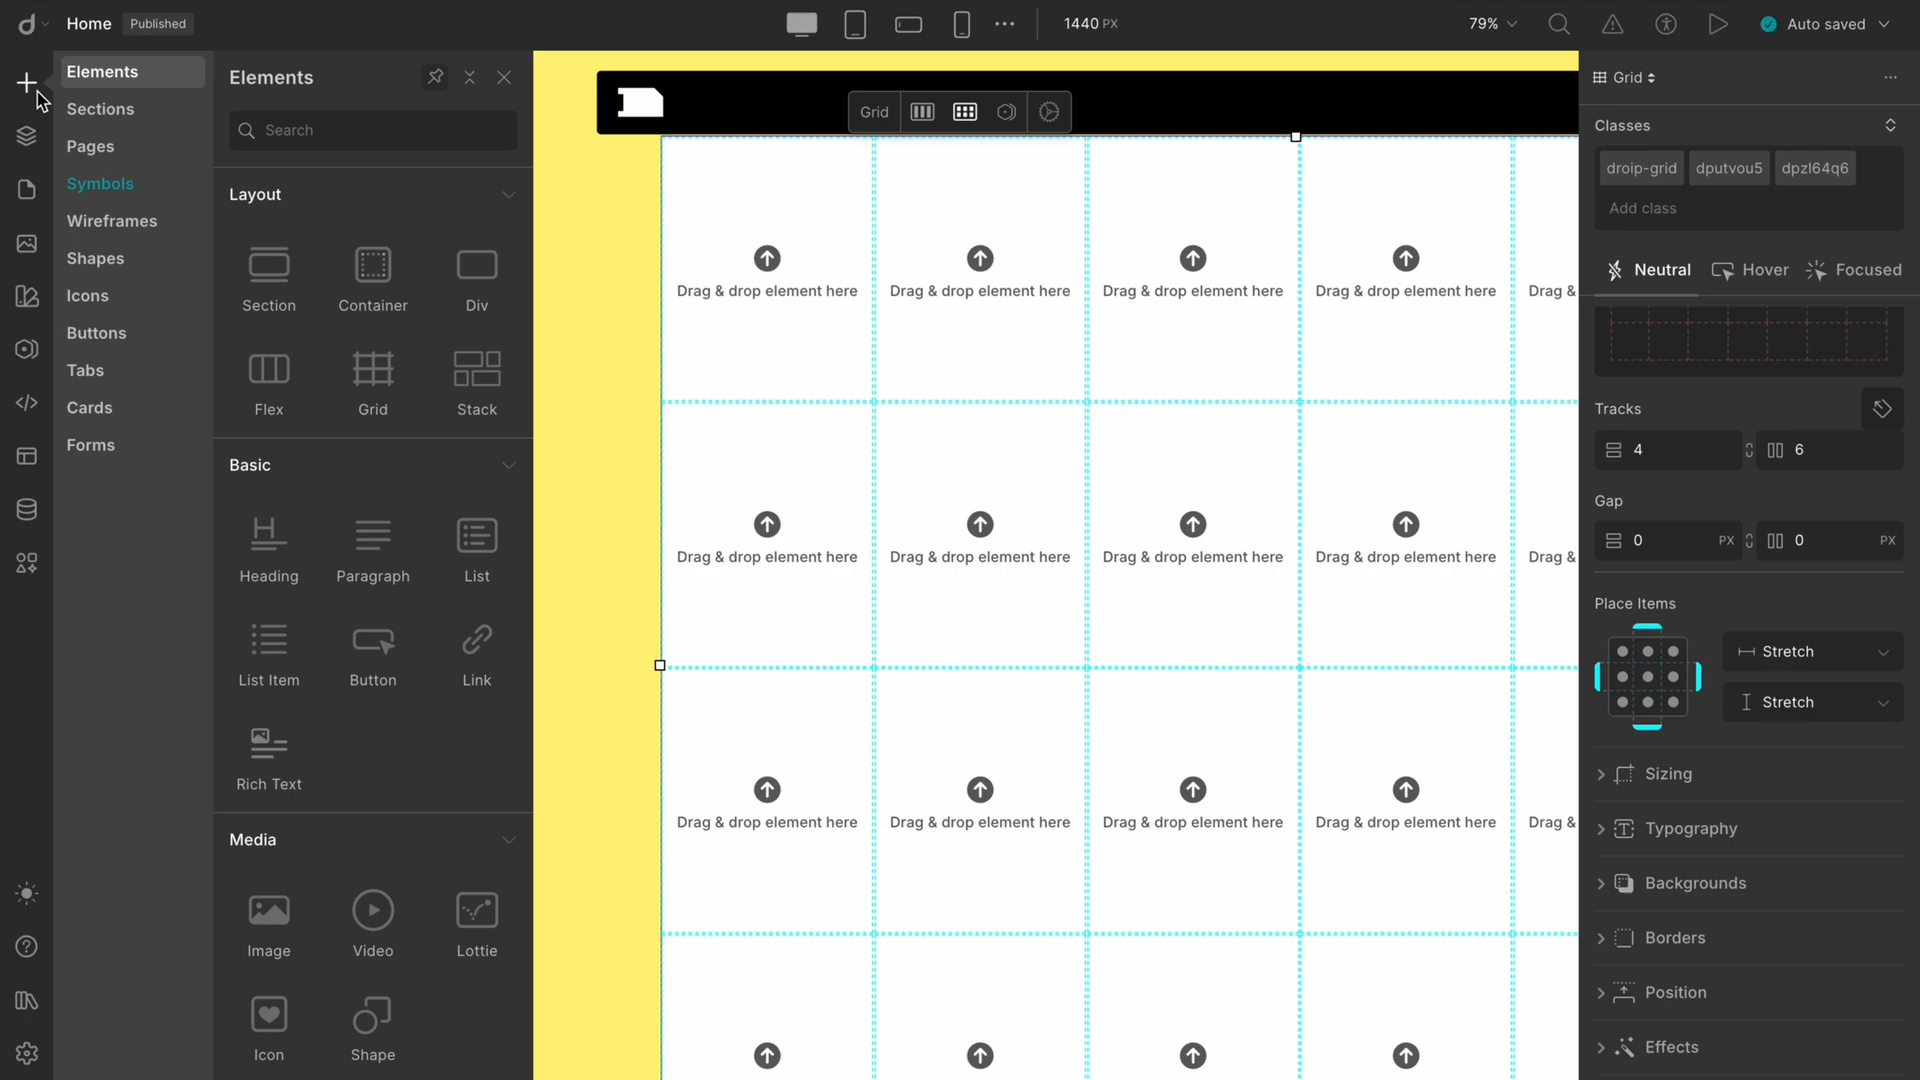 Home Published 1440 PX 79% Auto saved
Elements
Sections
Pages
Symbols
Wireframes
Shapes
Icons
Buttons
Tabs
Cards
Forms
Elements
Search
Layout
Section Container Div
Flex Grid Stack
Basic
Heading Paragraph List
List Item Button Link
Rich Text
Media
Image Video Lottie
Icon Shape
Grid
Drag & drop element here Drag & drop element here Drag & drop element here Drag & drop element here Drag &
Drag & drop element here Drag & drop element here Drag & drop element here Drag & drop element here Drag &
Drag & drop element here Drag & drop element here Drag & drop element here Drag & drop element here Drag &
Grid
Classes
droip-grid dputvou5 dpzl64q6
Add class
Neutral Hover Focused
Tracks
4 6
Gap
0 PX 0 PX
Place Items
Stretch
Stretch
Sizing
Typography
Backgrounds
Borders
Position
Effects